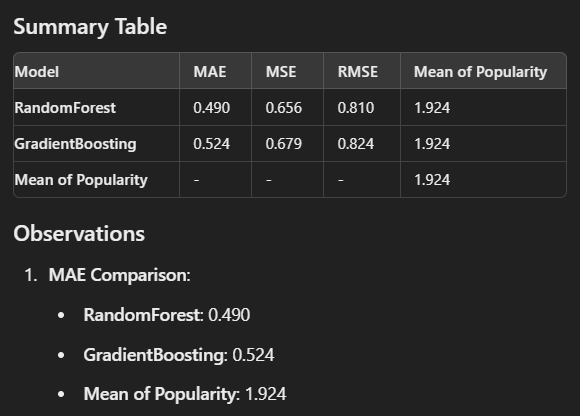 Summary Table
Model MAE MSE RMSE Mean of Popularity
RandomForest 0.490 0.656 0.810 1.924
GradientBoosting 0.524 0.679 0.824 1.924
Mean of Popularity - - - 1.924
Observations
1. MAE Comparison:
• RandomForest: 0.490
• GradientBoosting: 0.524
• Mean of Popularity: 1.924